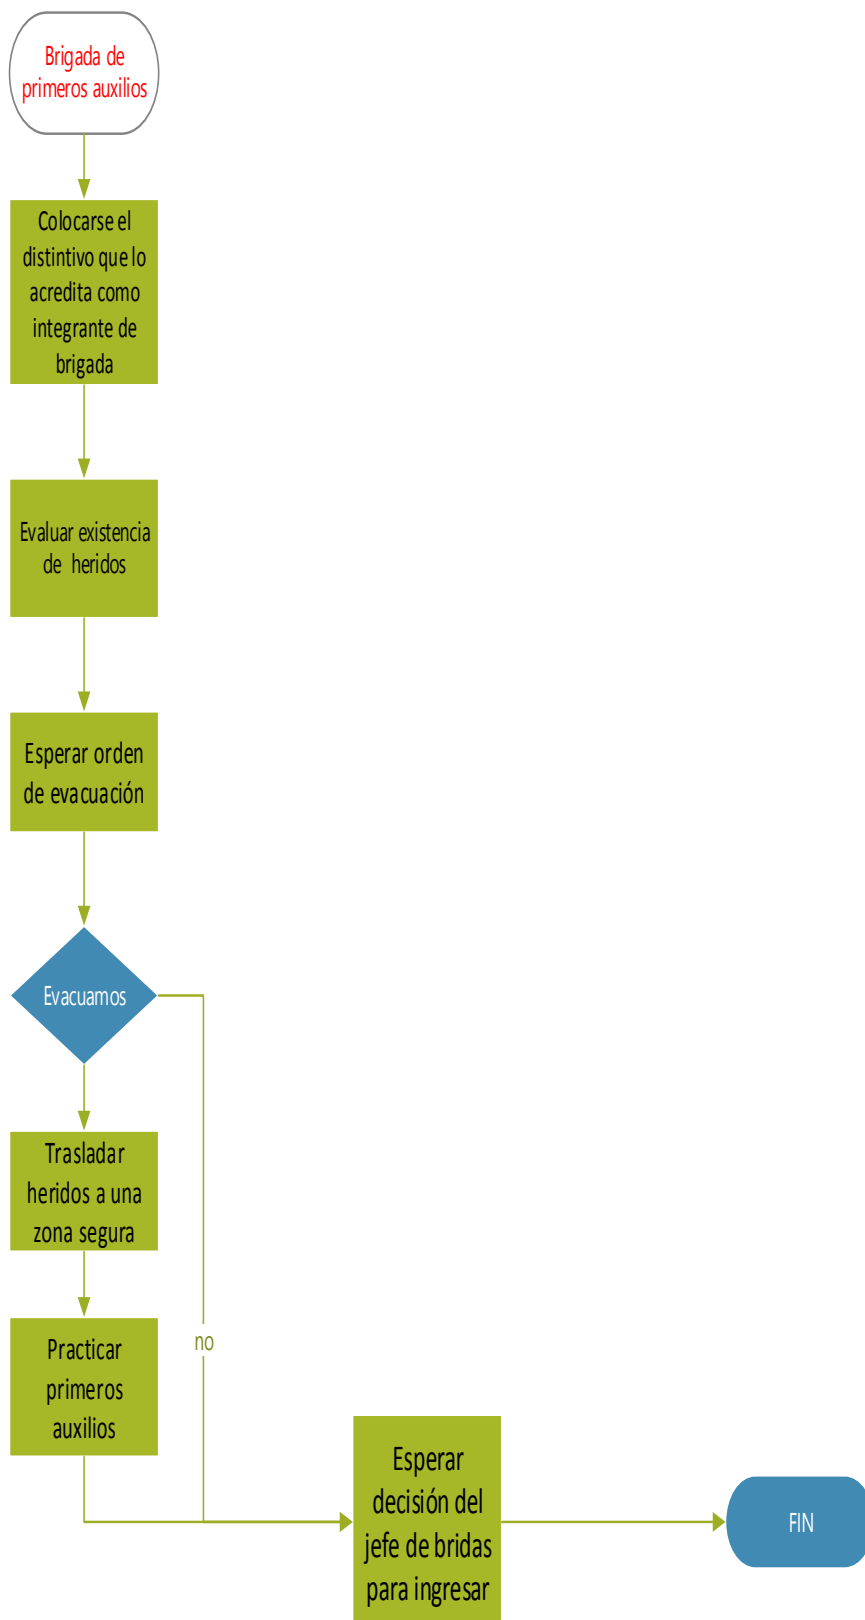 Brigada de
primeros auxilios
Colocarse el
distintivo que lo
acredita como
integrante de
brigada
Evaluar existencia
de heridos
Esperar orden
de evacuación
Evacuamos
Trasladar
heridos a una
zona segura
Practicar
primeros
auxilios
no
Esperar
decisión del
jefe de bridas
para ingresar
FIN